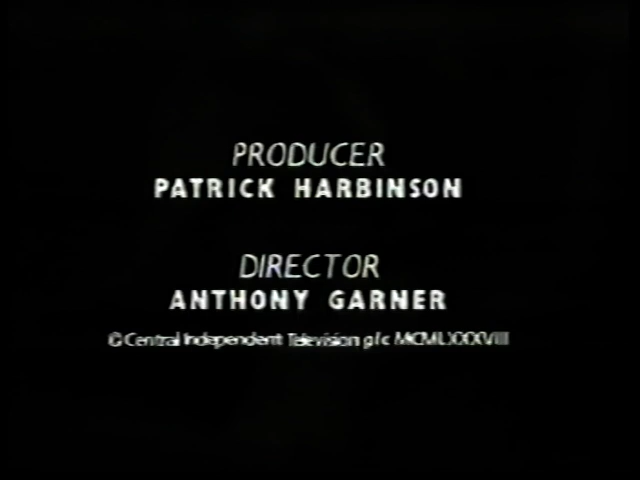 PRODUCER
PATRICK HARBINSON
DIRECTOR
ANTHONY GARNER
© Central Independent Television plc MCMLXXXVIII